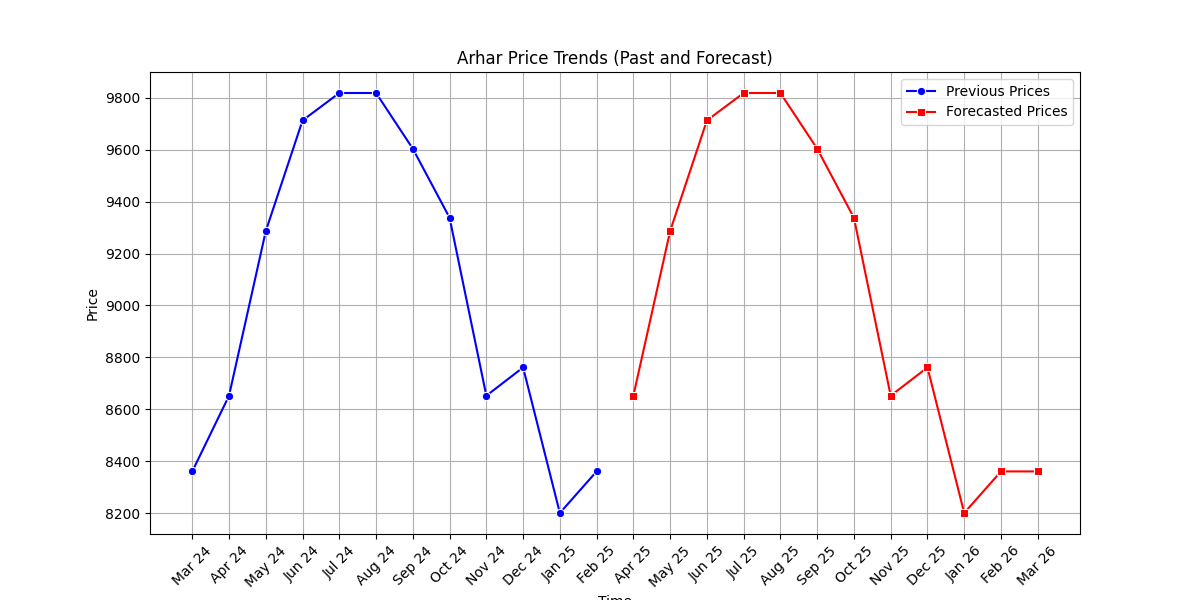 Arhar Price Trends (Past and Forecast)
Previous Prices
Forecasted Prices
Price
9800
9600
9400
9200
9000
8800
8600
8400
8200
Mar 24
Apr 24
May 24
Jun 24
Jul 24
Aug 24
Sep 24
Oct 24
Nov 24
Dec 24
Jan 25
Feb 25
Apr 25
May 25
Jun 25
Jul 25
Aug 25
Sep 25
Oct 25
Nov 25
Dec 25
Jan 26
Feb 26
Mar 26
Time